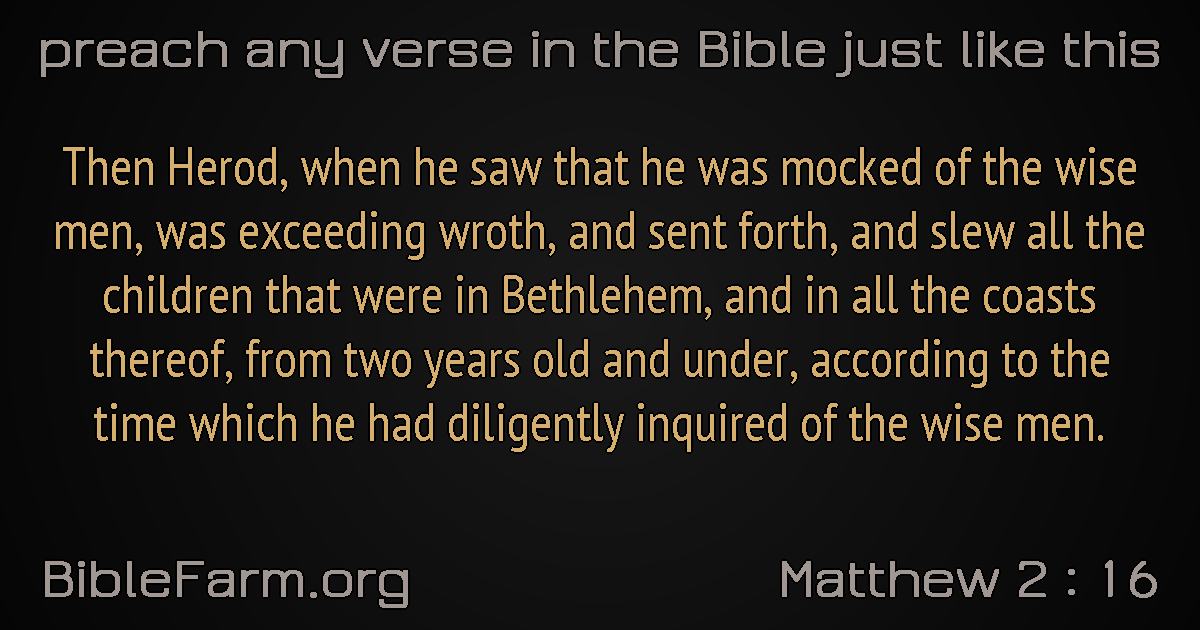 preach any verse in the Bible just like this
Then Herod, when he saw that he was mocked of the wise
men, was exceeding wroth, and sent forth, and slew all the
children that were in Bethlehem, and in all the coasts
thereof, from two years old and under, according to the
time which he had diligently inquired of the wise men.
BibleFarm.org
Matthew 2 : 16